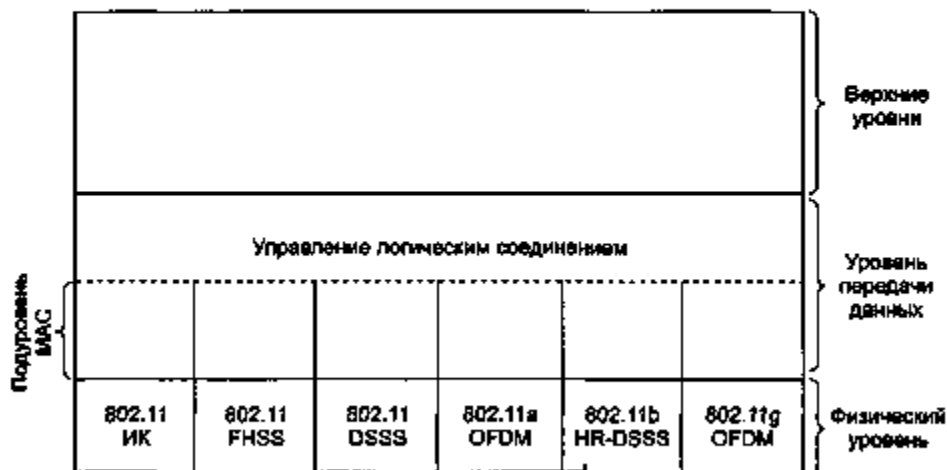 Верхние
уровни
Управление логическим соединением
Уровень
передачи
данных
Подуровень
MAC
802.11
ИК
802.11
FHSS
802.11
DSSS
802.11a
OFDM
802.11b
HR-DSSS
802.11g
OFDM
Физический
уровень